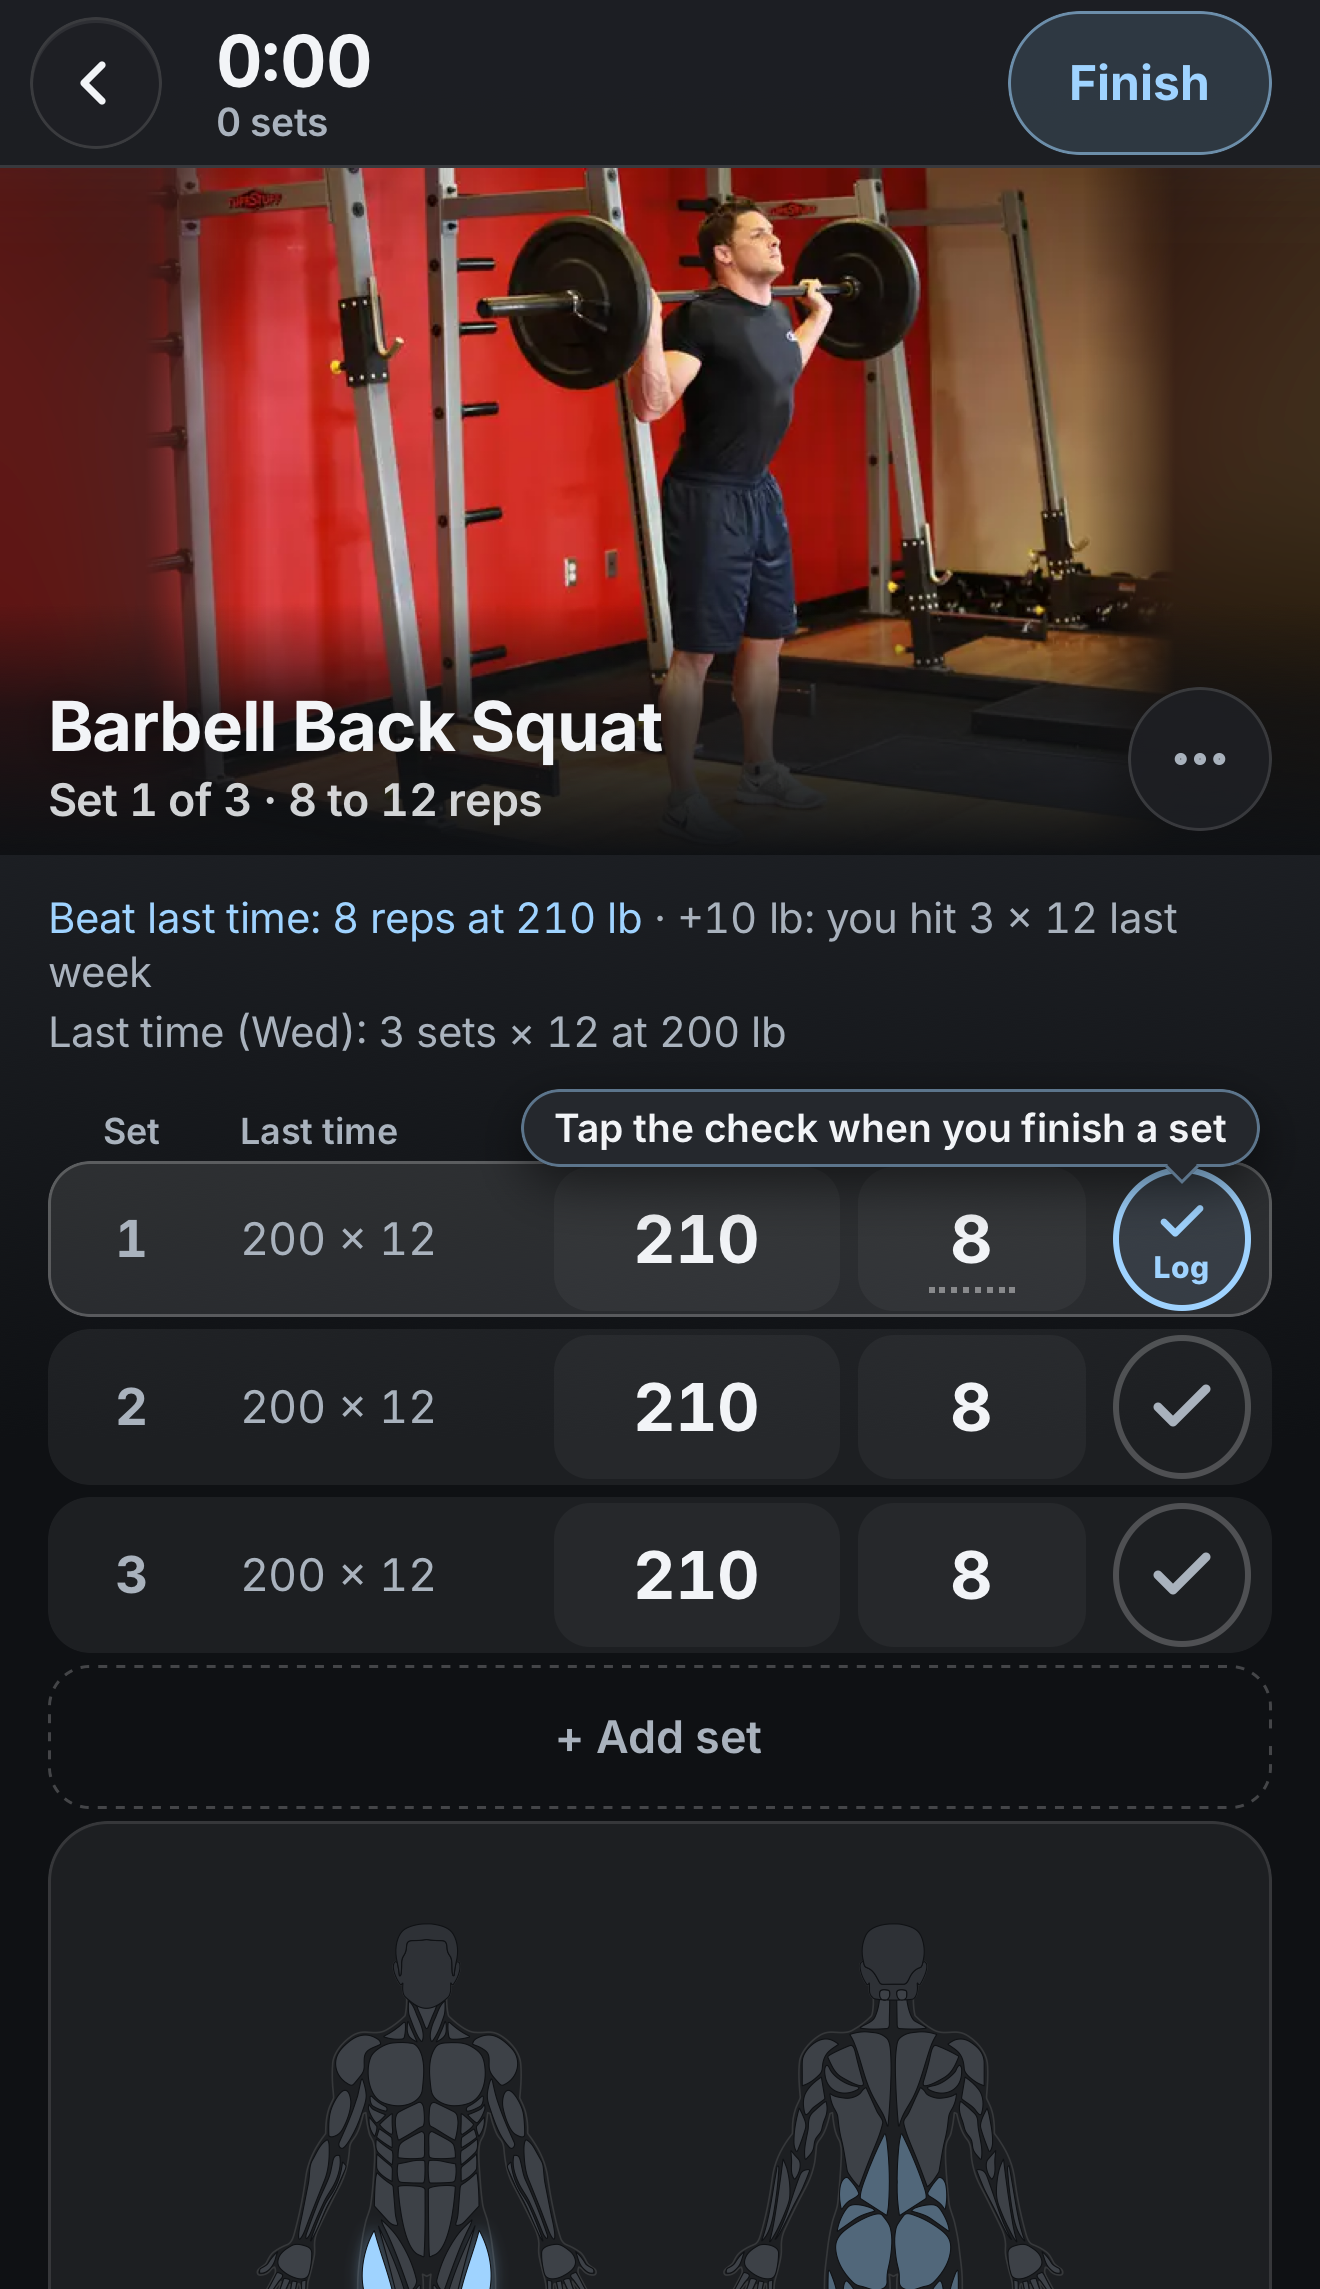 0:00
0 sets
Finish
Barbell Back Squat
Set 1 of 3 · 8 to 12 reps
Beat last time: 8 reps at 210 lb · +10 lb: you hit 3 × 12 last
week
Last time (Wed): 3 sets × 12 at 200 lb
Set Last time
Tap the check when you finish a set
1 200 × 12 210 8 Log
2 200 × 12 210 8
3 200 × 12 210 8
+ Add set